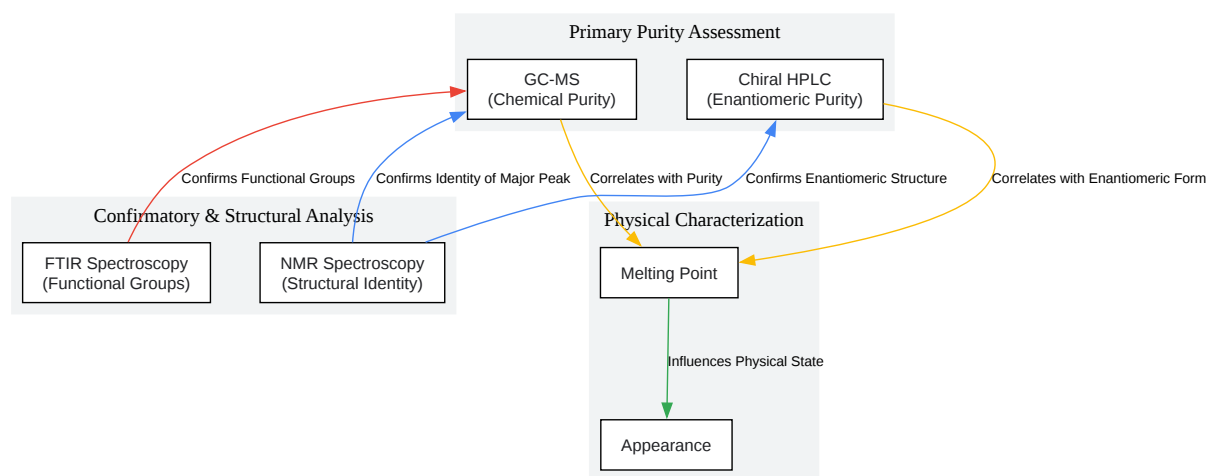 Primary Purity Assessment
GC-MS
(Chemical Purity)
Chiral HPLC
(Enantiomeric Purity)
Confirms Functional Groups
Confirms Identity of Major Peak
Correlates with Purity
Confirms Enantiomeric Structure
Correlates with Enantiomeric Form
Confirmatory & Structural Analysis
FTIR Spectroscopy
(Functional Groups)
NMR Spectroscopy
(Structural Identity)
Physical Characterization
Melting Point
Influences Physical State
Appearance